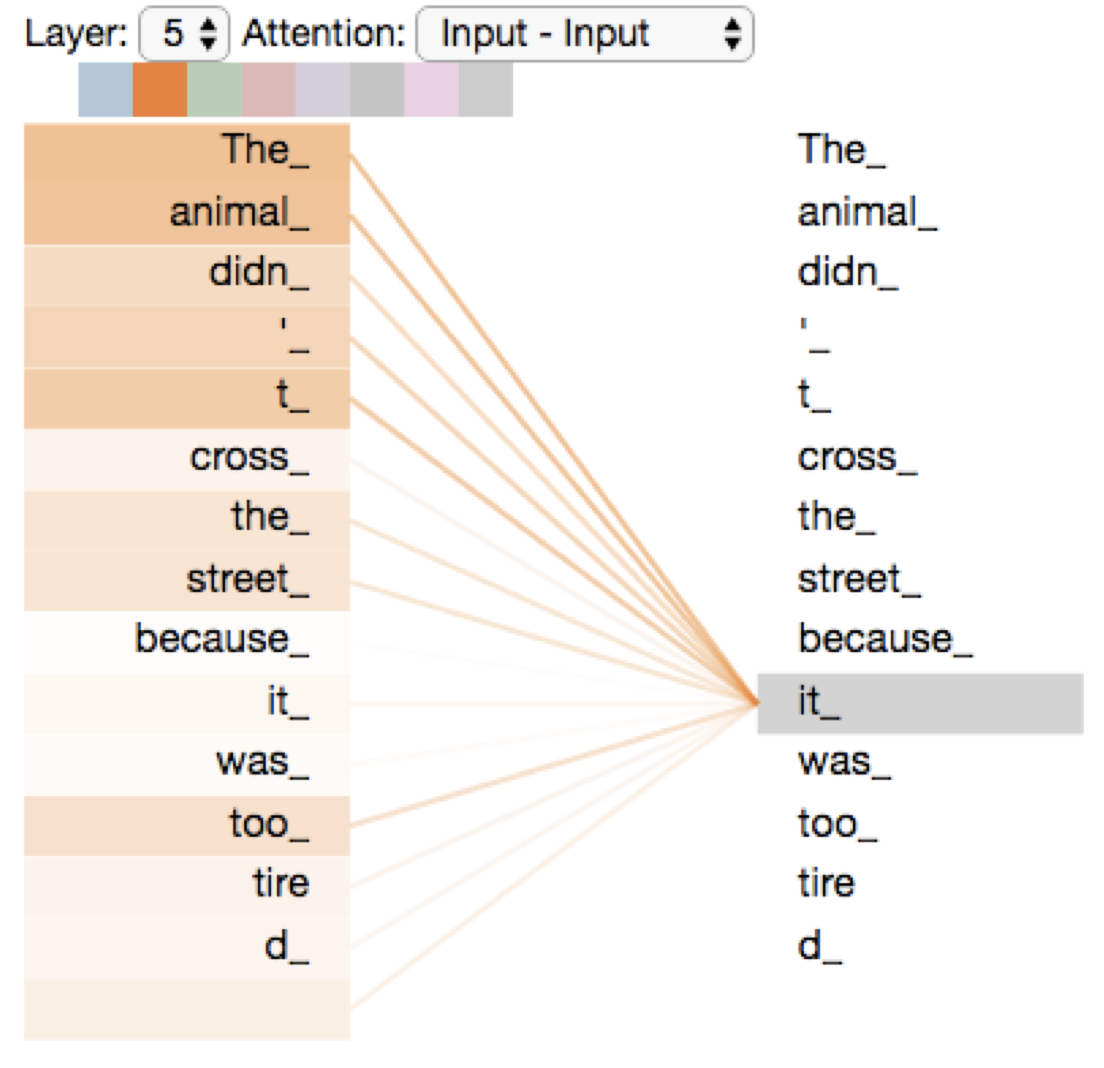 Layer: 5 Attention: Input - Input
The_ The_
animal_ animal_
didn_ didn_
'_ '_
t_ t_
cross_ cross_
the_ the_
street_ street_
because_ because_
it_ it_
was_ was_
too_ too_
tire tire
d_ d_